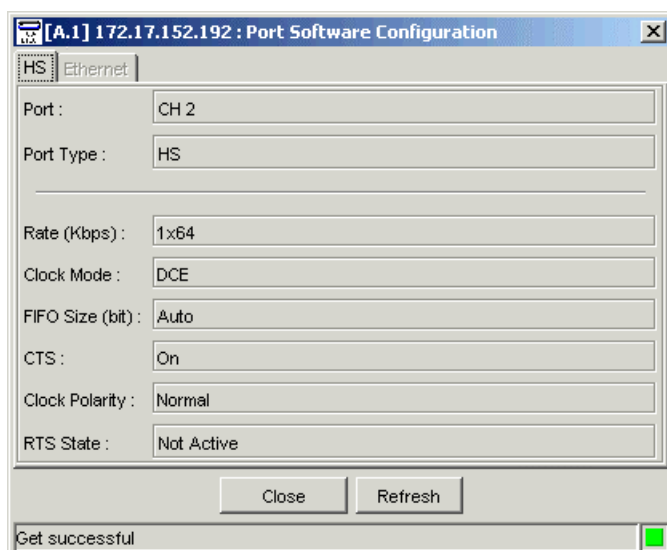 [A.1] 172.17.152.192 : Port Software Configuration
HS Ethernet
Port : CH 2
Port Type : HS
Rate (Kbps) : 1x64
Clock Mode : DCE
FIFO Size (bit) : Auto
CTS : On
Clock Polarity : Normal
RTS State : Not Active
Close Refresh
Get successful